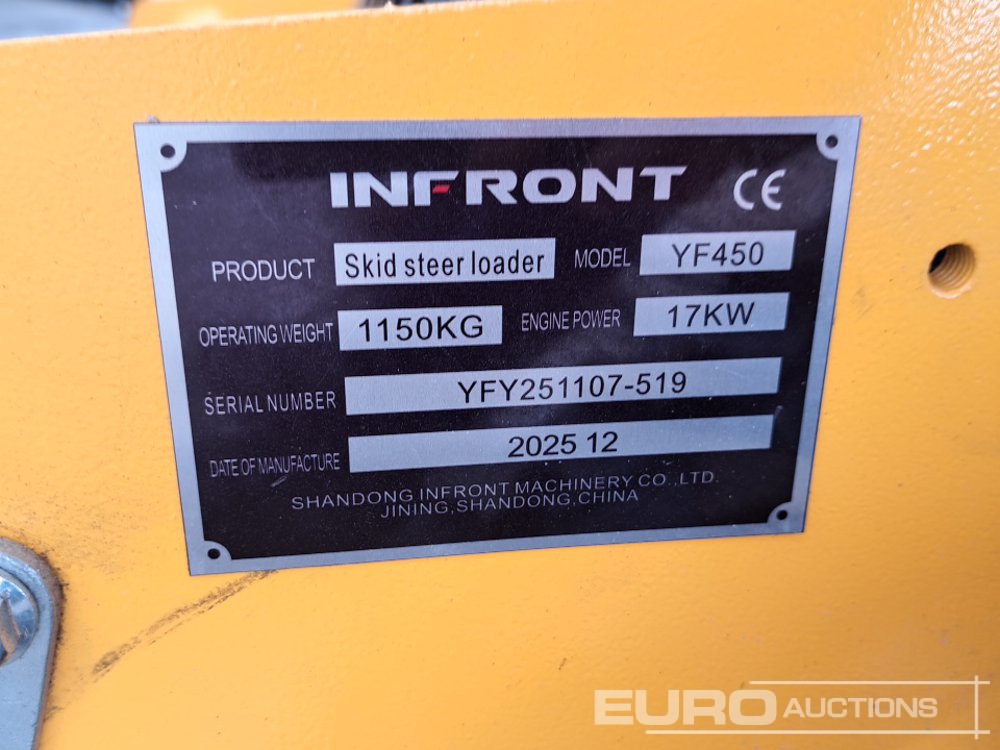 INFRONT CE
PRODUCT Skid steer loader MODEL YF450
OPERATING WEIGHT 1150KG ENGINE POWER 17KW
SERIAL NUMBER YFY251107-519
DATE OF MANUFACTURE 2025 12
SHANDONG INFRONT MACHINERY CO.,LTD.
JINING,SHANDONG,CHINA
EURO AUCTIONS